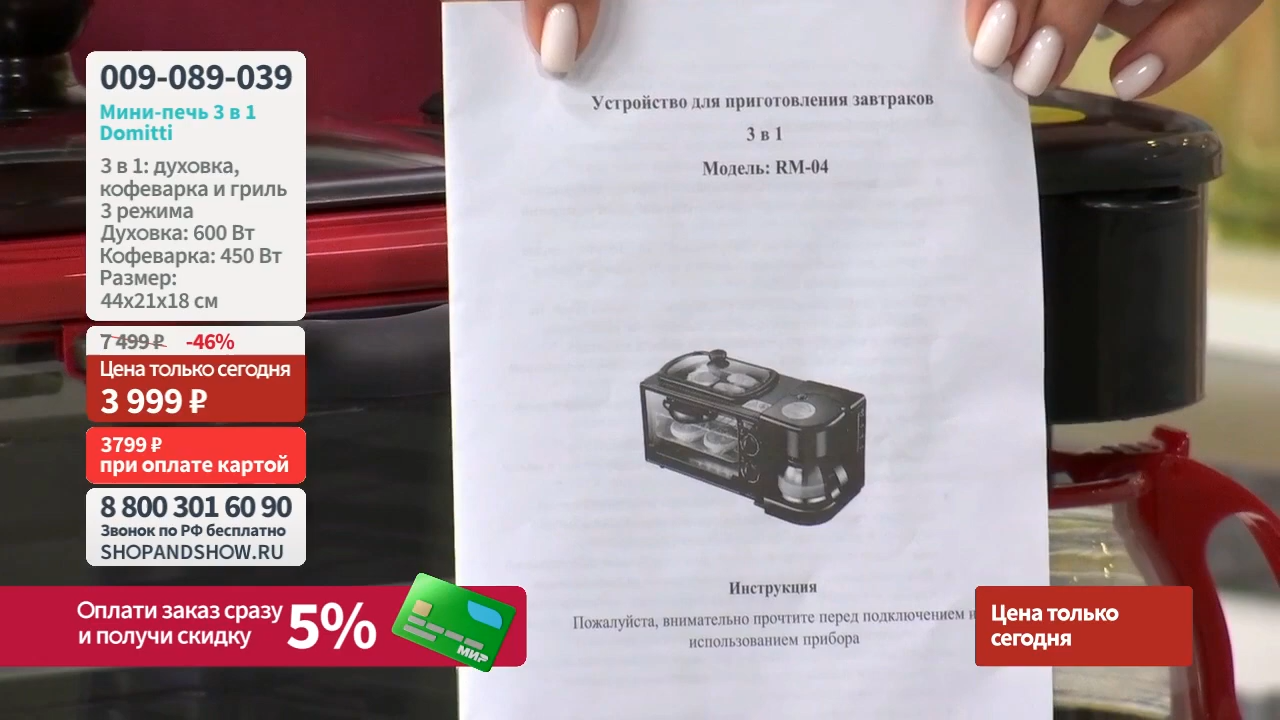 009-089-039
Мини-печь 3 в 1
Domitti
3 в 1: духовка,
кофеварка и гриль
3 режима
Духовка: 600 Вт
Кофеварка: 450 Вт
Размер:
44х21х18 см
7 499 ₽ -46%
Цена только сегодня
3 999 ₽
3799 ₽
при оплате картой
8 800 301 60 90
Звонок по РФ бесплатно
SHOPANDSHOW.RU
Оплати заказ сразу
и получи скидку
5%
МИР
Устройство для приготовления завтраков
3 в 1
Модель: RM-04
Инструкция
Пожалуйста, внимательно прочтите перед подключением и
использованием прибора
Цена только
сегодня